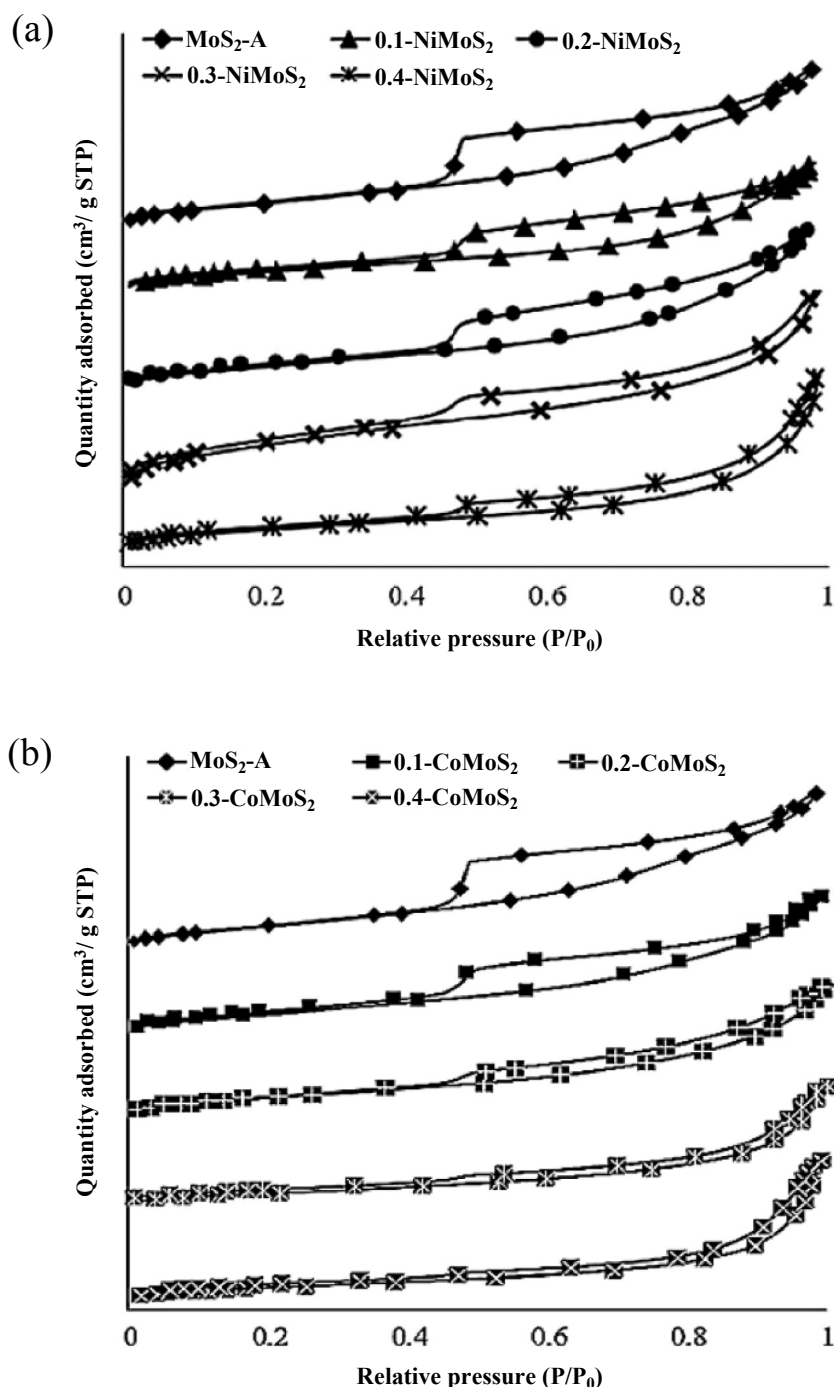 (a)
MoS₂-A 0.1-NiMoS₂ 0.2-NiMoS₂
0.3-NiMoS₂ 0.4-NiMoS₂
Quantity adsorbed (cm³/ g STP)
0 0.2 0.4 0.6 0.8 1
Relative pressure (P/P₀)
(b)
MoS₂-A 0.1-CoMoS₂ 0.2-CoMoS₂
0.3-CoMoS₂ 0.4-CoMoS₂
Quantity adsorbed (cm³/ g STP)
0 0.2 0.4 0.6 0.8 1
Relative pressure (P/P₀)